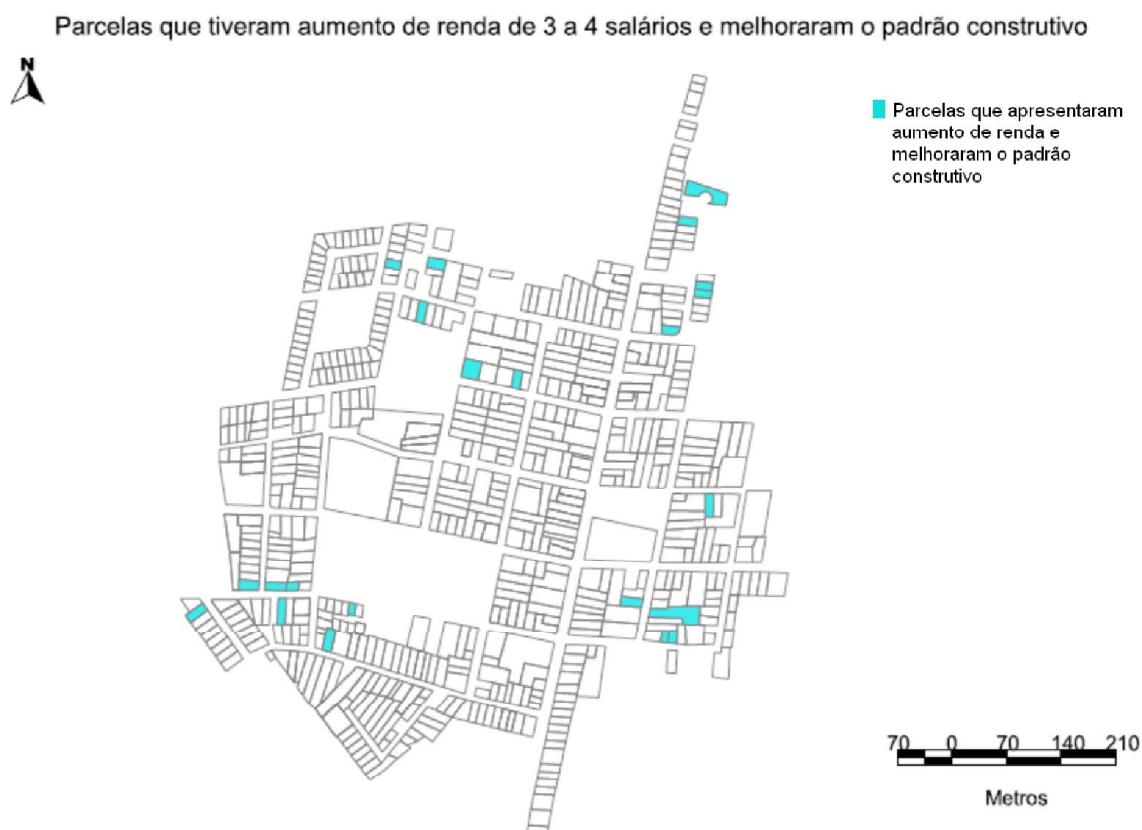 Parcelas que tiveram aumento de renda de 3 a 4 salários e melhoraram o padrão construtivo
N
Parcelas que apresentaram
aumento de renda e
melhoraram o padrão
construtivo
70 0 70 140 210
Metros